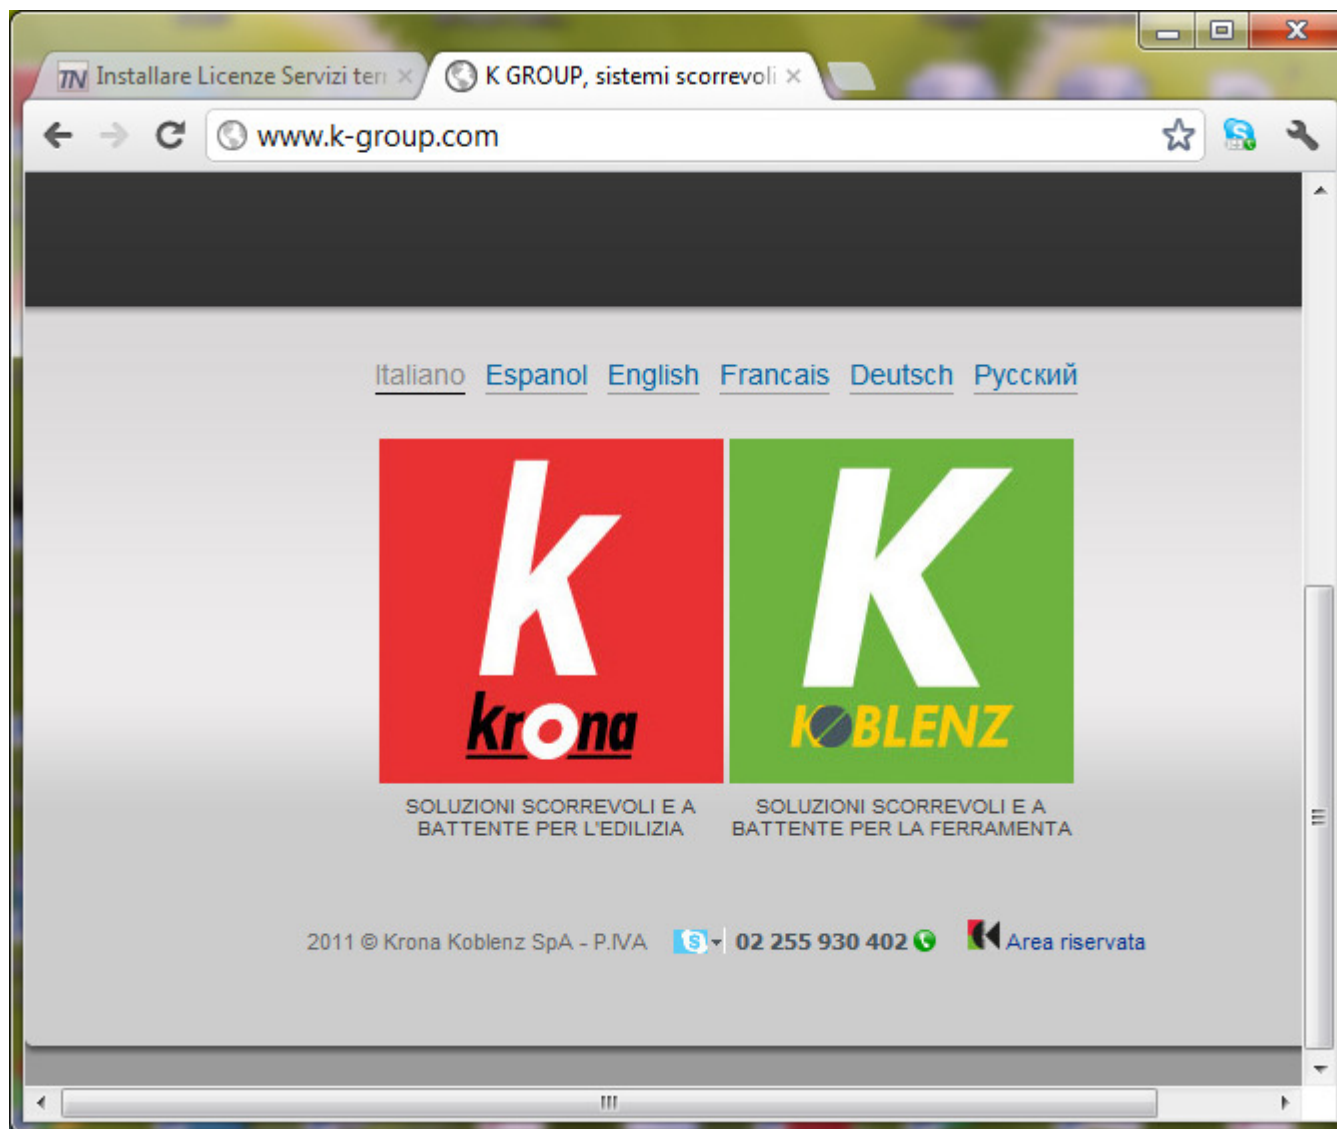 TN Installare Licenze Servizi terr
K GROUP, sistemi scorrevoli
www.k-group.com
Italiano Espanol English Francais Deutsch Русский
k K
krona KOBLENZ
SOLUZIONI SCORREVOLI E A
BATTENTE PER L'EDILIZIA
SOLUZIONI SCORREVOLI E A
BATTENTE PER LA FERRAMENTA
2011 © Krona Koblenz SpA - P.IVA 02 255 930 402 Area riservata